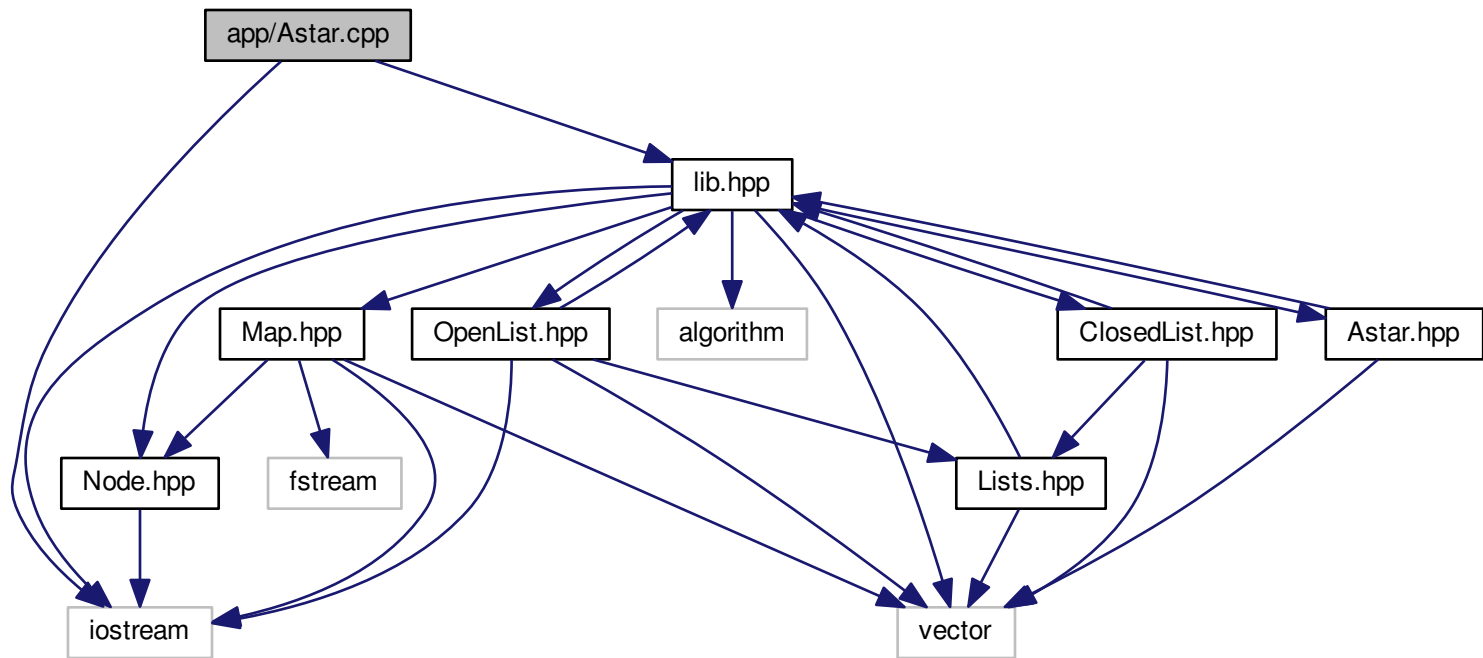 app/Astar.cpp
lib.hpp
Map.hpp
OpenList.hpp
algorithm
ClosedList.hpp
Astar.hpp
Node.hpp
fstream
Lists.hpp
iostream
vector